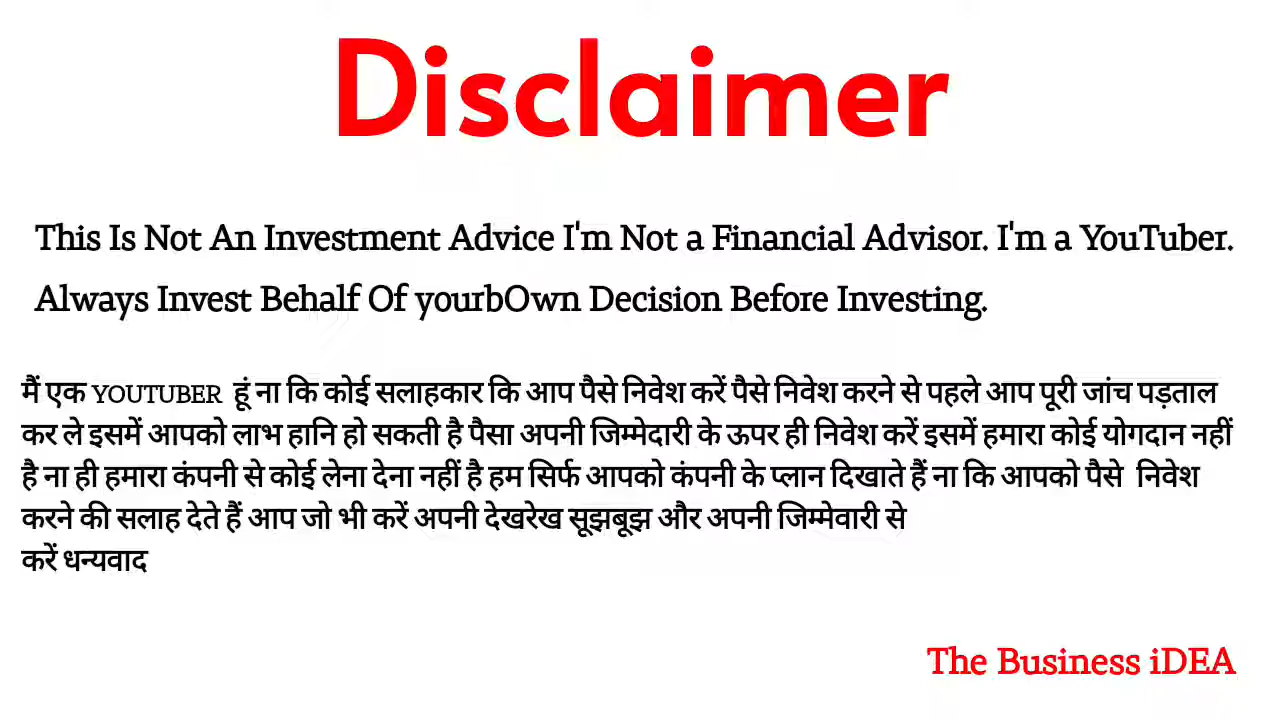 Disclaimer
This Is Not An Investment Advice I'm Not a Financial Advisor. I'm a YouTuber.
Always Invest Behalf Of yourbOwn Decision Before Investing.
मैं एक YOUTUBER हूं ना कि कोई सलाहकार कि आप पैसे निवेश करें पैसे निवेश करने से पहले आप पूरी जांच पड़ताल
कर ले इसमें आपको लाभ हानि हो सकती है पैसा अपनी जिम्मेदारी के ऊपर ही निवेश करें इसमें हमारा कोई योगदान नहीं
है ना ही हमारा कंपनी से कोई लेना देना नहीं है हम सिर्फ आपको कंपनी के प्लान दिखाते हैं ना कि आपको पैसे निवेश
करने की सलाह देते हैं आप जो भी करें अपनी देखरेख सूझबूझ और अपनी जिम्मेवारी से
करें धन्यवाद
The Business iDEA